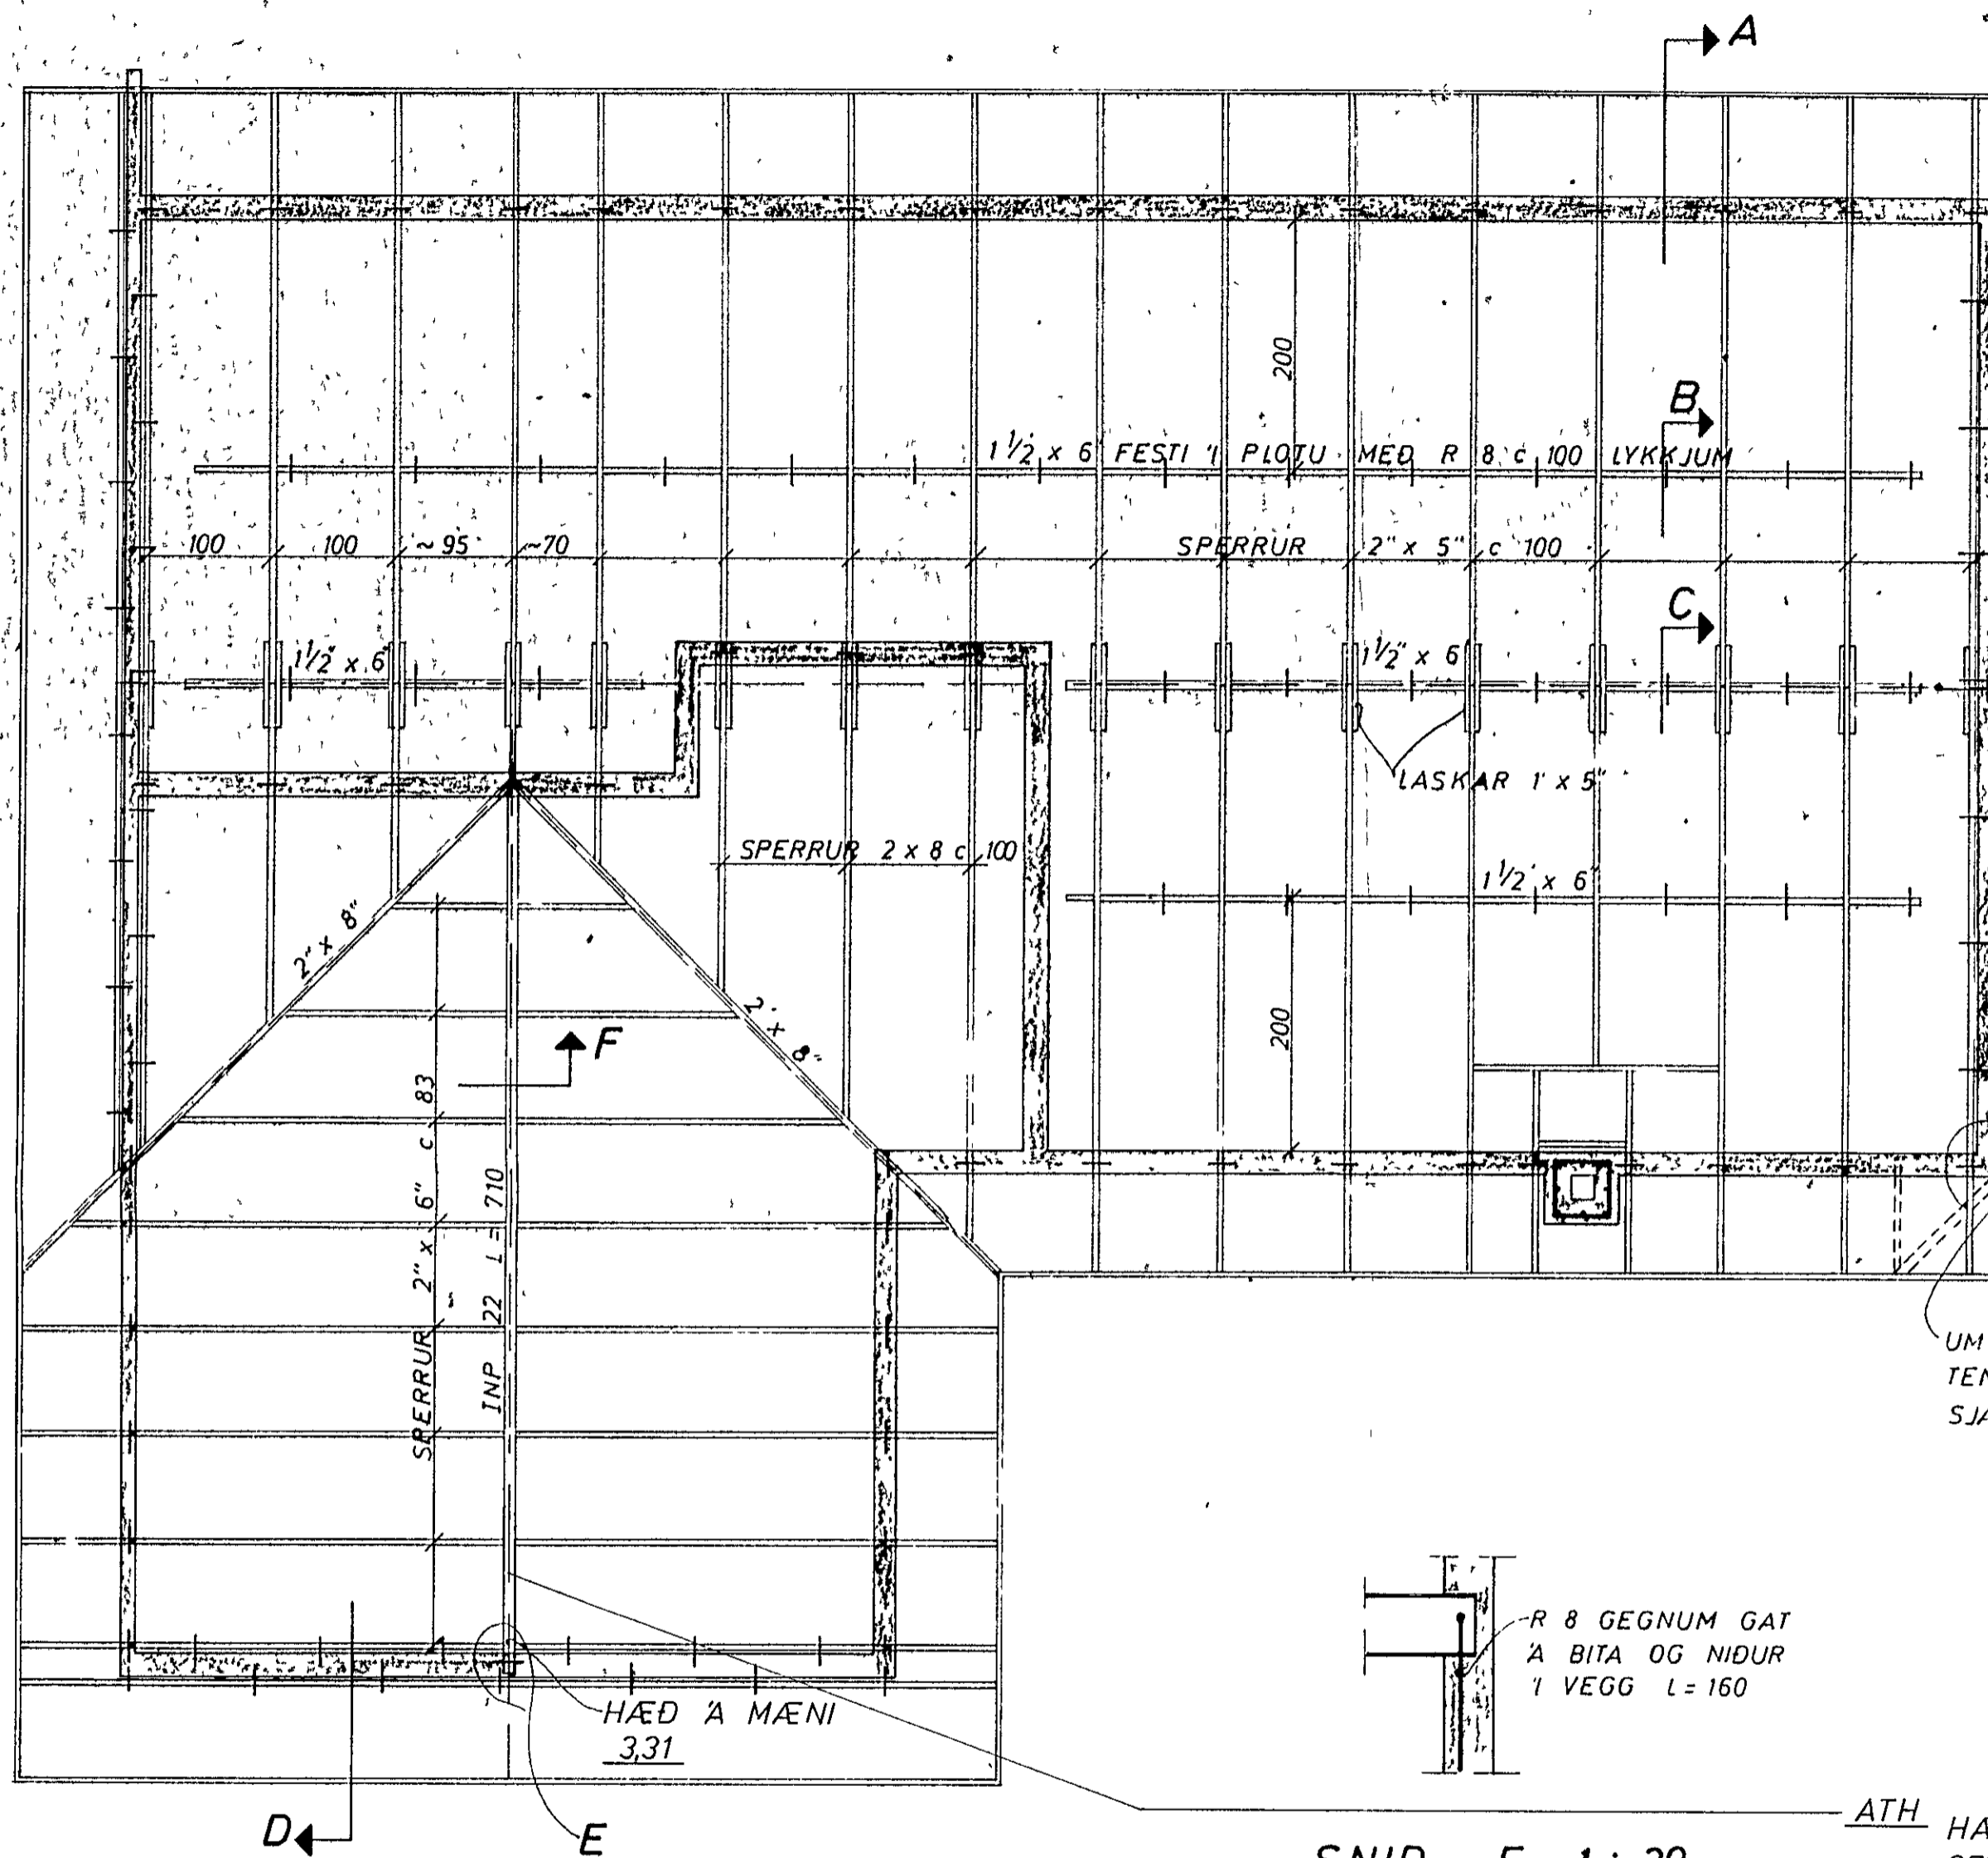 A
200
B
1 1/2 x 6" FESTI Í PLÖTU MEÐ R 8 c 100 LYKKJUM
100 100 ~95 ~70 SPERRUR 2" x 5" c 100
C
1 1/2" x 6"
1 1/2" x 6"
LASKAR 1" x 5"
SPERRUR 2 x 8 c 100
1 1/2" x 6"
2" x 8"
2" x 8"
F
200
SPERRUR 2" x 6" c 83
INP 22 L = 710
UM
TEN
SJÁ
R 8 GEGNUM GAT
Á BITA OG NIÐUR
Í VEGG L = 160
HÆÐ Á MÆNI
3,31
D
E
ATH
HA